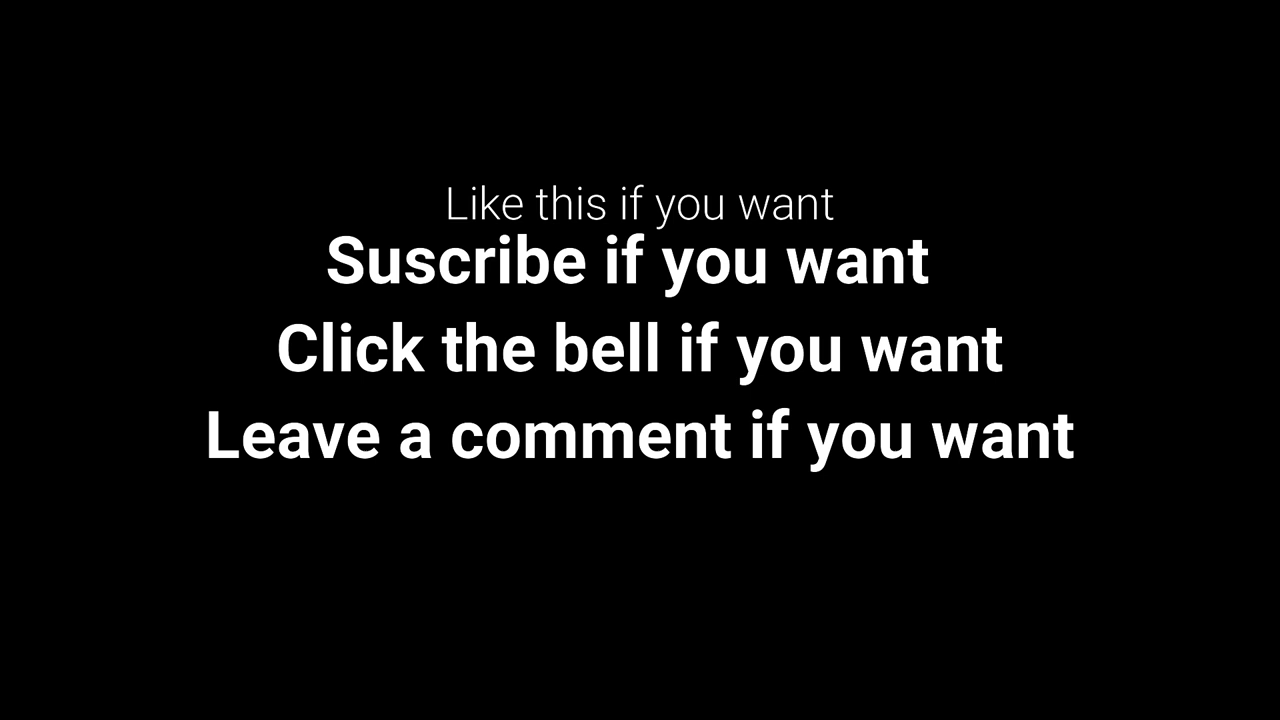 Like this if you want
Suscribe if you want
Click the bell if you want
Leave a comment if you want